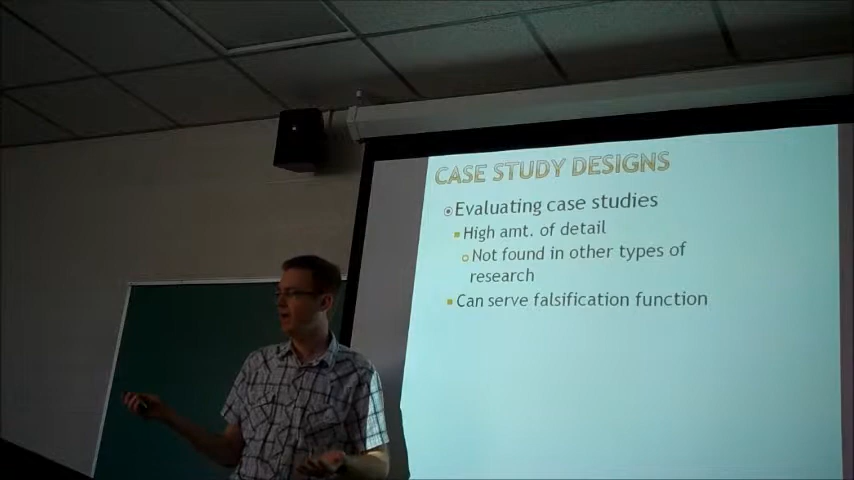 CASE STUDY DESIGNS
Evaluating case studies
High amt. of detail
Not found in other types of
research
Can serve falsification function